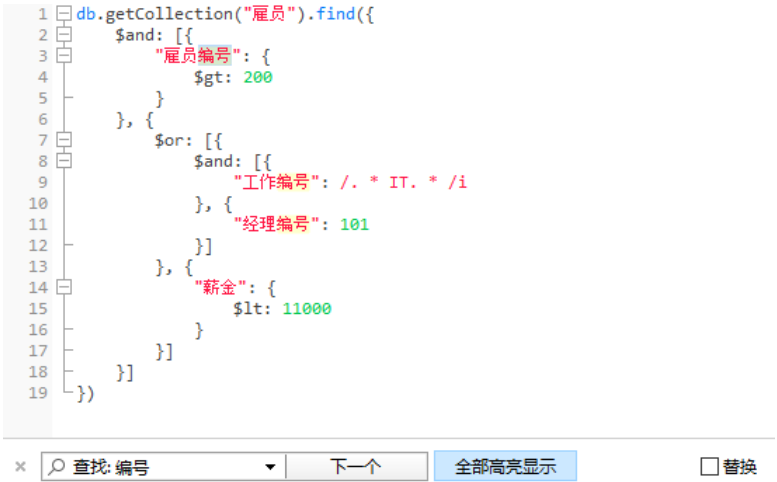 1 db.getCollection("雇员").find({
2 $and: [{
3 "雇员编号": {
4 $gt: 200
5 }
6 }, {
7 $or: [{
8 $and: [{
9 "工作编号": /. * IT. * /i
10 }, {
11 "经理编号": 101
12 }]
13 }, {
14 "薪金": {
15 $lt: 11000
16 }
17 }]
18 }]
19 })
× 查找: 编号 下一个 全部高亮显示 替换